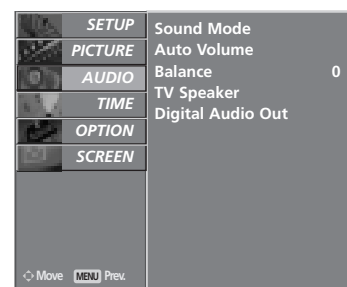 SETUP
PICTURE
AUDIO
TIME
OPTION
SCREEN
Move MENU Prev.
Sound Mode
Auto Volume
Balance 0
TV Speaker
Digital Audio Out